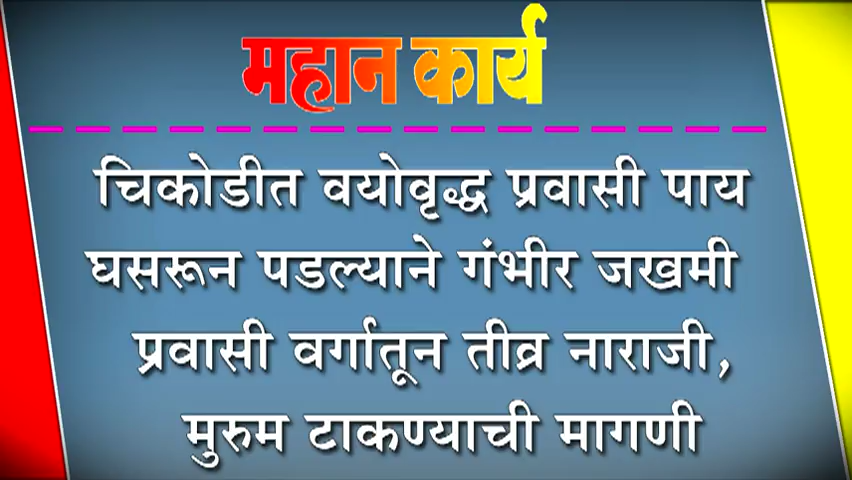 महान कार्य
चिकोडीत वयोवृद्ध प्रवासी पाय
घसरून पडल्याने गंभीर जखमी
प्रवासी वर्गातून तीव्र नाराजी,
मुरुम टाकण्याची मागणी